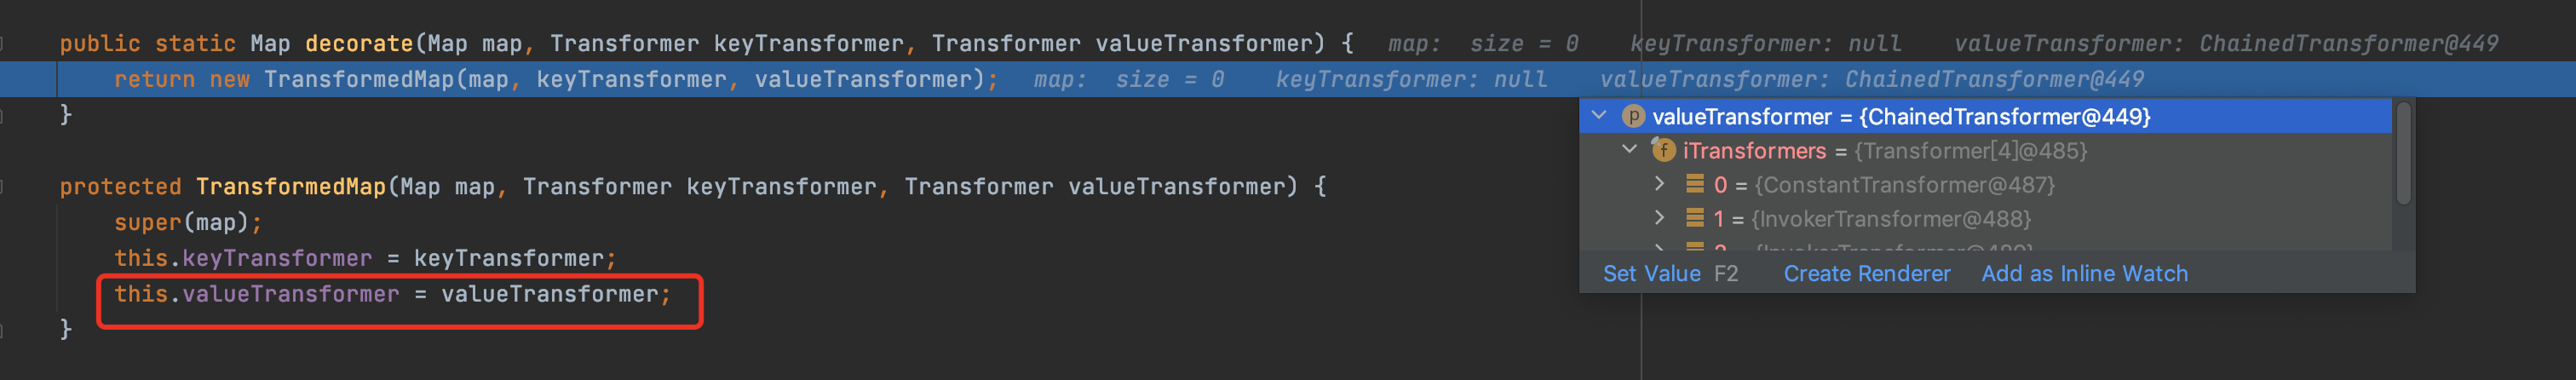 public static Map decorate(Map map, Transformer keyTransformer, Transformer valueTransformer) {   map:  size = 0    keyTransformer: null    valueTransformer: ChainedTransformer@449
    return new TransformedMap(map, keyTransformer, valueTransformer);   map:  size = 0    keyTransformer: null    valueTransformer: ChainedTransformer@449
}
protected TransformedMap(Map map, Transformer keyTransformer, Transformer valueTransformer) {
    super(map);
    this.keyTransformer = keyTransformer;
    this.valueTransformer = valueTransformer;
}
p valueTransformer = {ChainedTransformer@449}
f iTransformers = {Transformer[4]@485}
0 = {ConstantTransformer@487}
1 = {InvokerTransformer@488}
2 = {InvokerTransformer@489}
Set Value F2 Create Renderer Add as Inline Watch